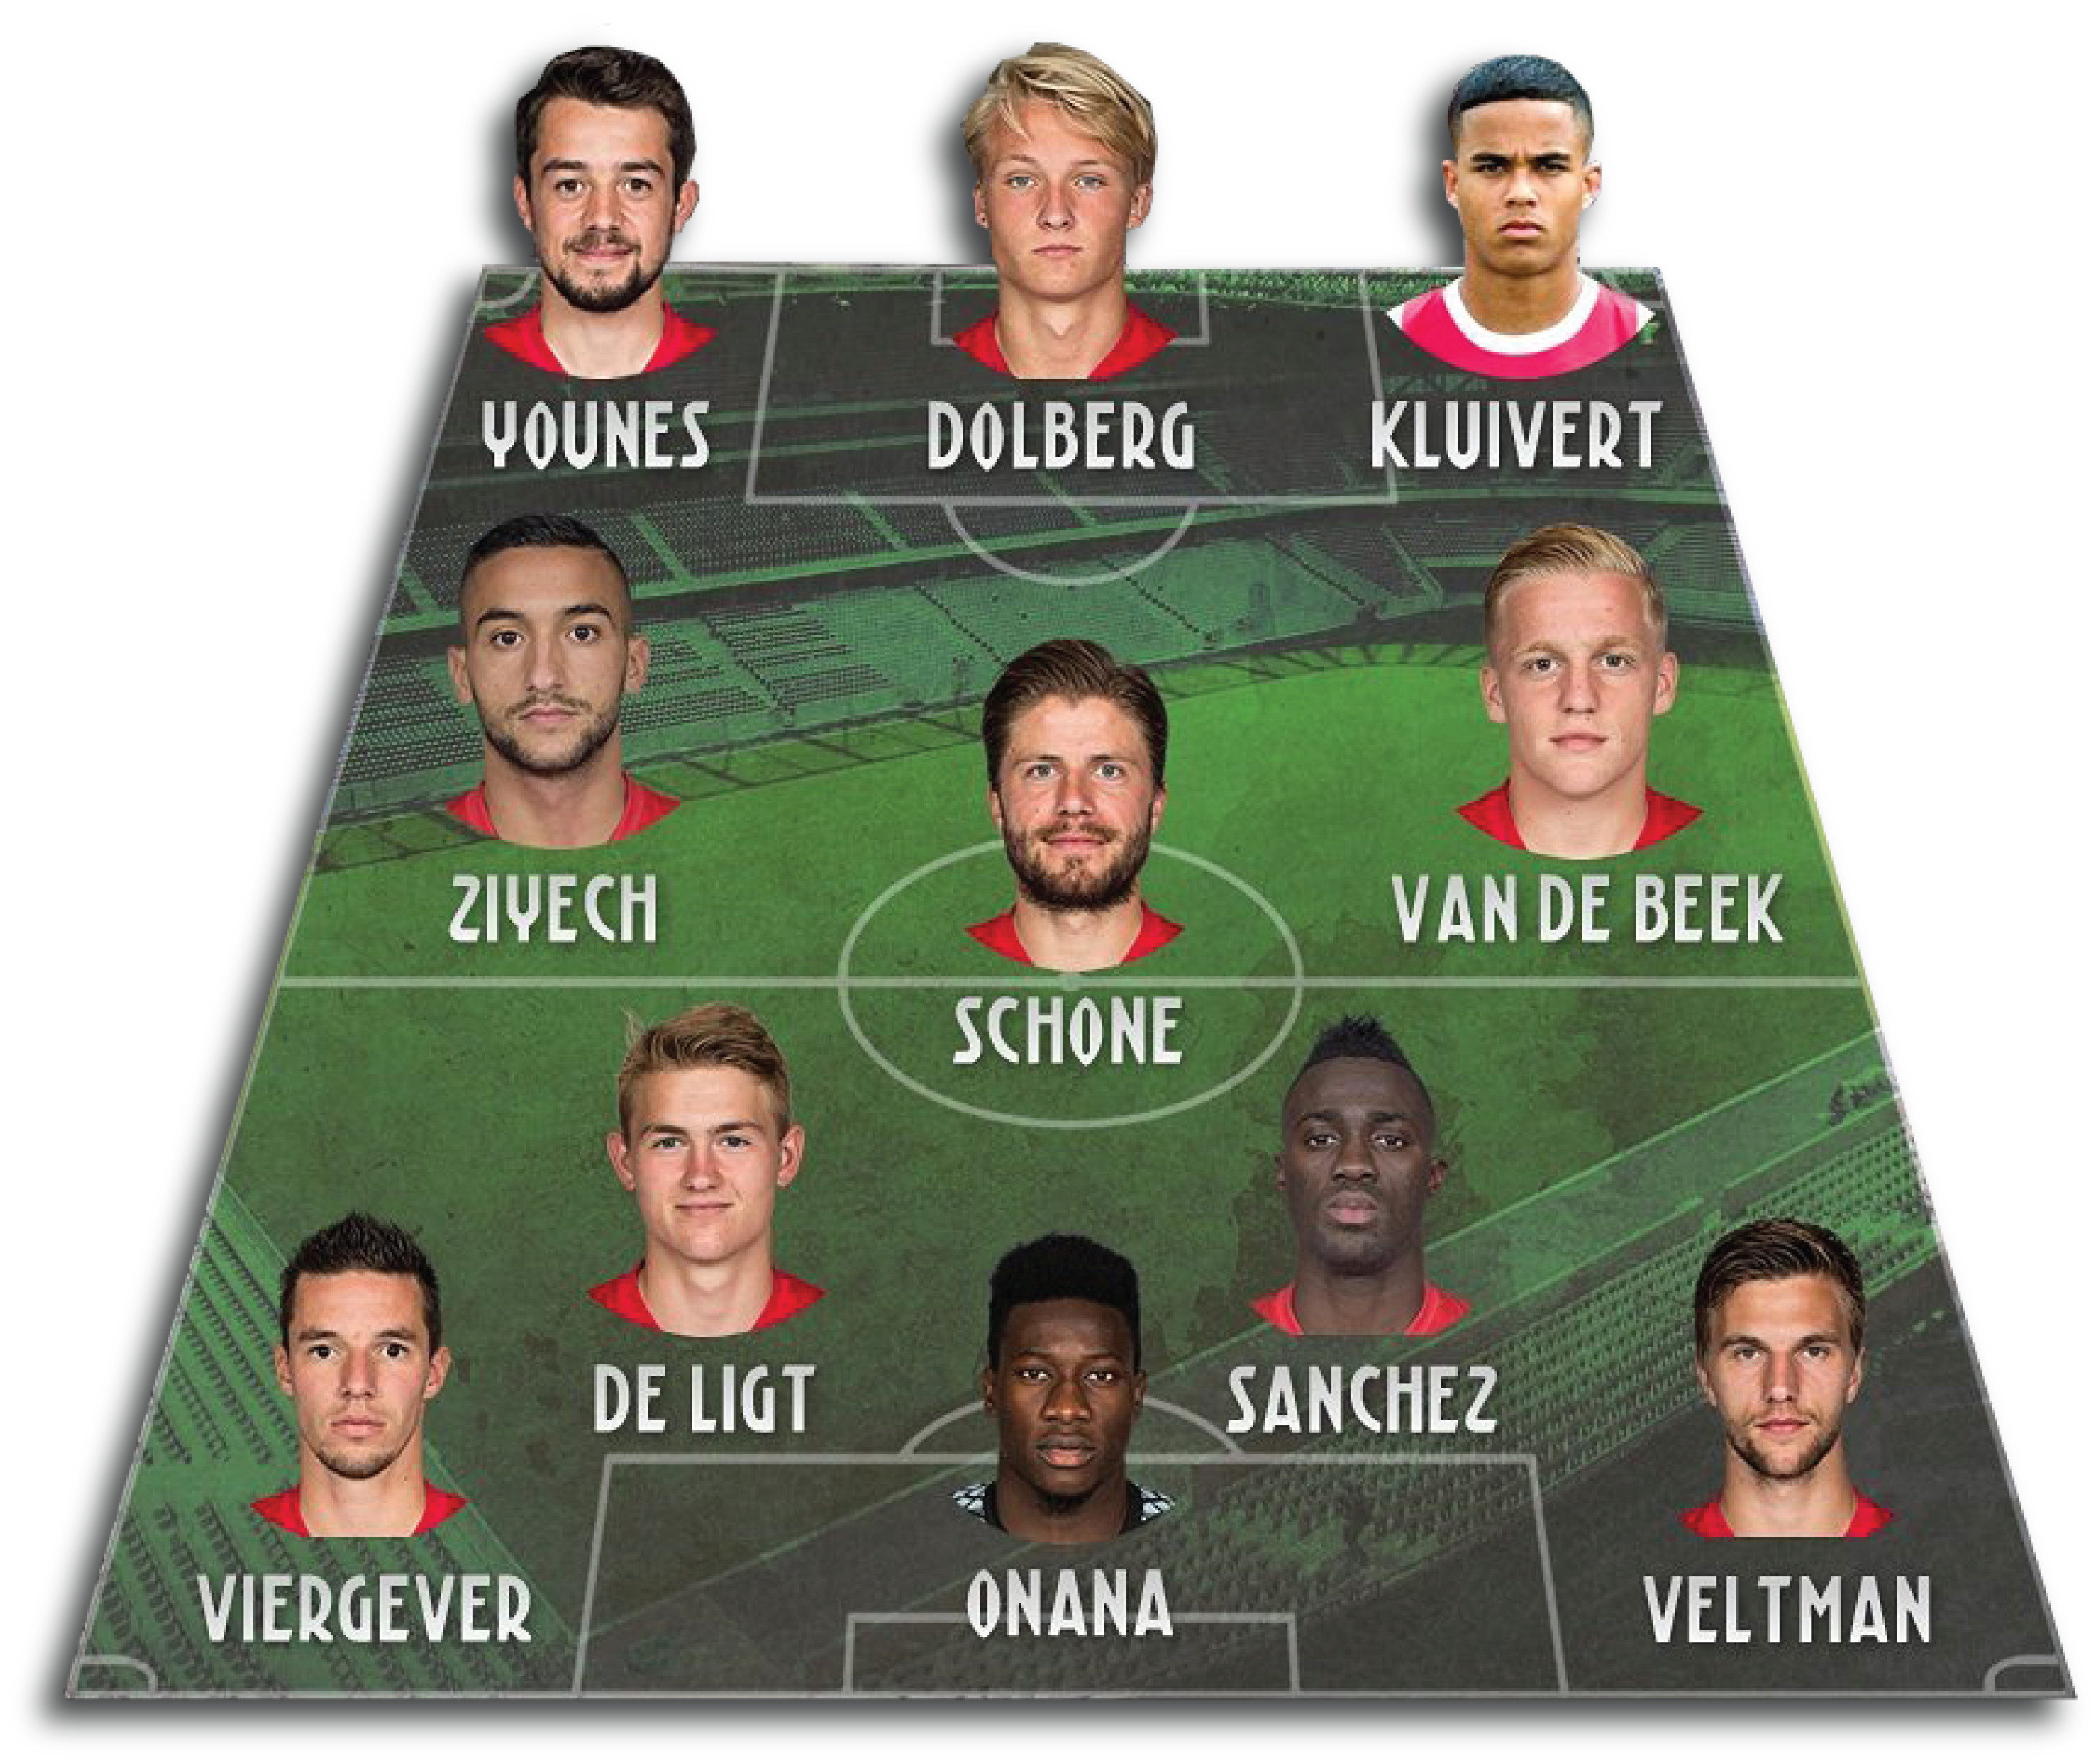 YOUNES
DOLBERG
KLUIVERT
ZIYECH
VAN DE BEEK
SCHONE
DE LIGT
SANCHEZ
VIERGEVER
ONANA
VELTMAN